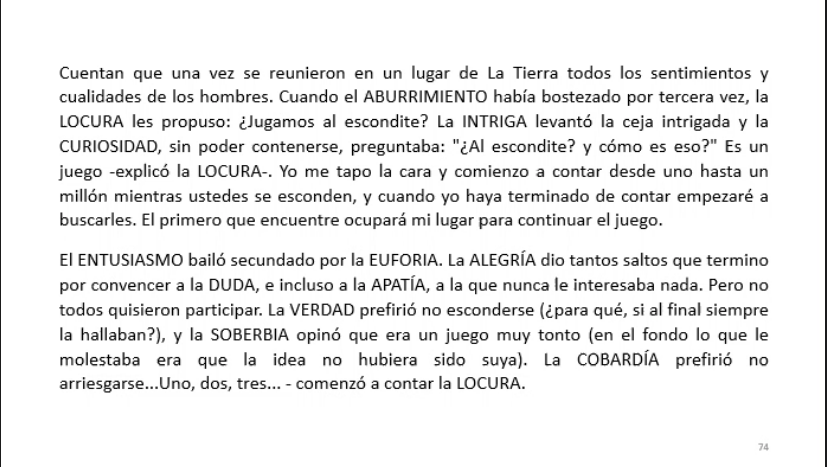 Cuentan que una vez se reunieron en un lugar de La Tierra todos los sentimientos y
cualidades de los hombres. Cuando el ABURRIMIENTO había bostezado por tercera vez, la
LOCURA les propuso: ¿Jugamos al escondite? La INTRIGA levantó la ceja intrigada y la
CURIOSIDAD, sin poder contenerse, preguntaba: "¿Al escondite? y cómo es eso?" Es un
juego -explicó la LOCURA-. Yo me tapo la cara y comienzo a contar desde uno hasta un
millón mientras ustedes se esconden, y cuando yo haya terminado de contar empezaré a
buscarles. El primero que encuentre ocupará mi lugar para continuar el juego.
El ENTUSIASMO bailó secundado por la EUFORIA. La ALEGRÍA dio tantos saltos que termino
por convencer a la DUDA, e incluso a la APATÍA, a la que nunca le interesaba nada. Pero no
todos quisieron participar. La VERDAD prefirió no esconderse (¿para qué, si al final siempre
la hallaban?), y la SOBERBIA opinó que era un juego muy tonto (en el fondo lo que le
molestaba era que la idea no hubiera sido suya). La COBARDÍA prefirió no
arriesgarse...Uno, dos, tres... - comenzó a contar la LOCURA.
74